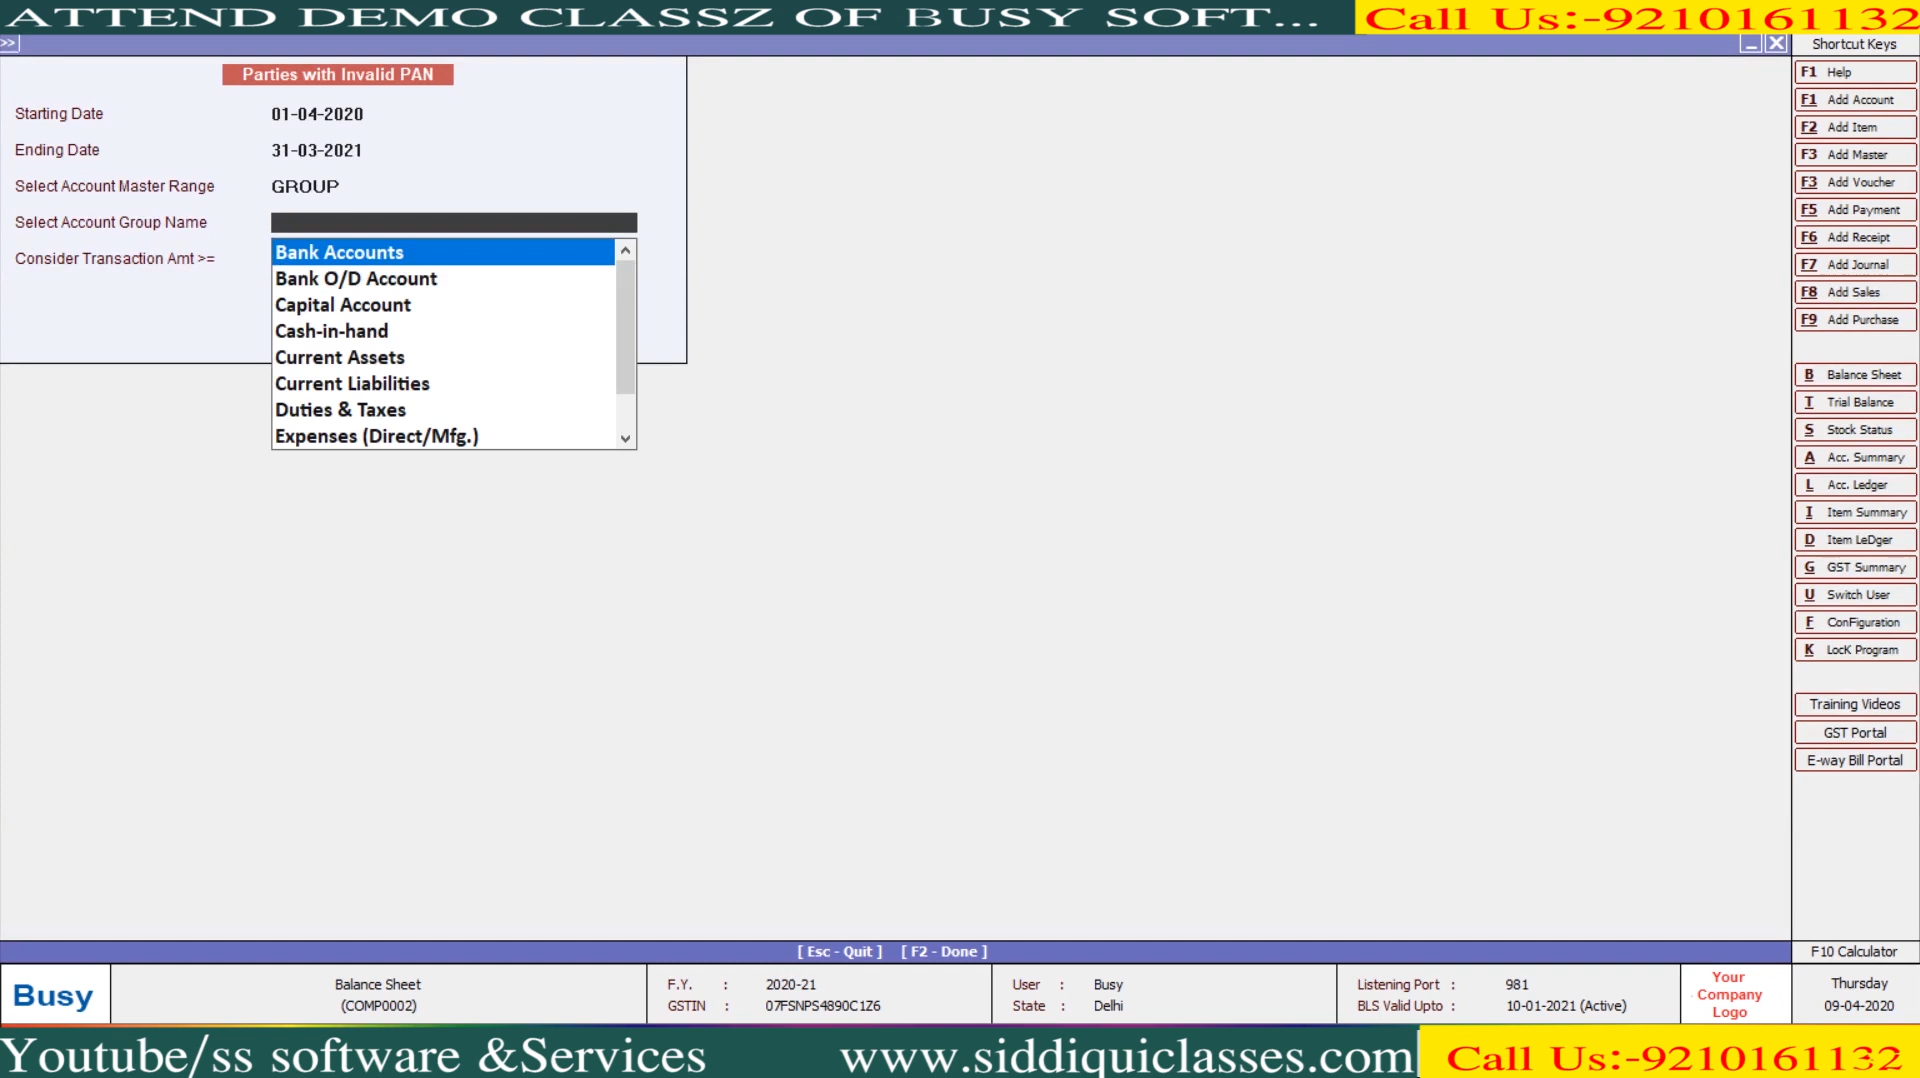 ATTEND DEMO CLASSZ OF BUSY SOFT...
Call Us:-9210161132
>>
Shortcut Keys
Parties with Invalid PAN
Starting Date 01-04-2020
Ending Date 31-03-2021
Select Account Master Range GROUP
Select Account Group Name
Consider Transaction Amt >=
Bank Accounts
Bank O/D Account
Capital Account
Cash-in-hand
Current Assets
Current Liabilities
Duties & Taxes
Expenses (Direct/Mfg.)
F1 Help
F1 Add Account
F2 Add Item
F3 Add Master
F3 Add Voucher
F5 Add Payment
F6 Add Receipt
F7 Add Journal
F8 Add Sales
F9 Add Purchase
B Balance Sheet
T Trial Balance
S Stock Status
A Acc. Summary
L Acc. Ledger
I Item Summary
D Item LeDger
G GST Summary
U Switch User
F ConFiguration
K LocK Program
Training Videos
GST Portal
E-way Bill Portal
[ Esc - Quit ] [ F2 - Done ]
F10 Calculator
Busy
Balance Sheet
(COMP0002)
F.Y. : 2020-21
GSTIN : 07FSNPS4890C1Z6
User : Busy
State : Delhi
Listening Port : 981
BLS Valid Upto : 10-01-2021 (Active)
Your
Company
Logo
Thursday
09-04-2020
Youtube/ss software &Services
www.siddiquiclasses.com
Call Us:-9210161132